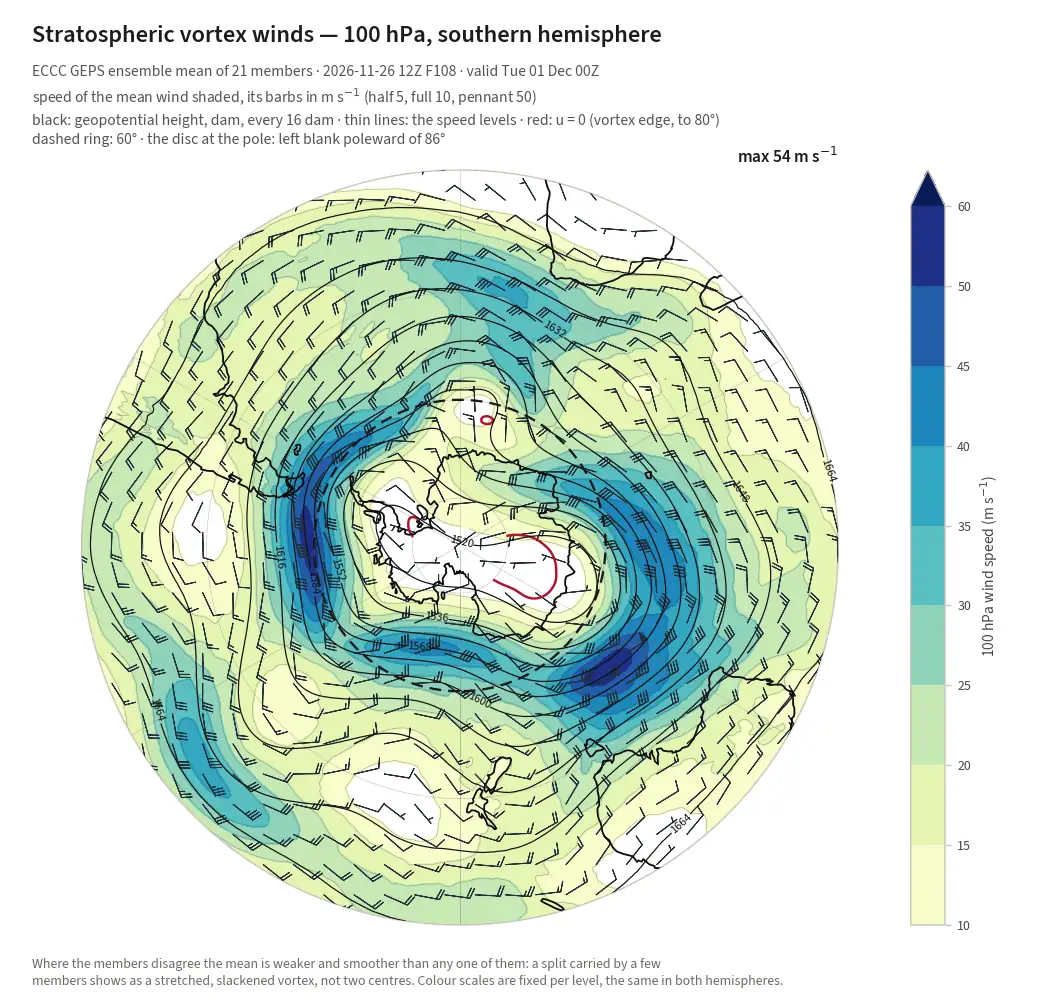 Stratospheric vortex winds — 100 hPa, southern hemisphere
ECCC GEPS ensemble mean of 21 members · 2026-11-26 12Z F108 · valid Tue 01 Dec 00Z
speed of the mean wind shaded, its barbs in m s⁻¹ (half 5, full 10, pennant 50)
black: geopotential height, dam, every 16 dam · thin lines: the speed levels · red: u = 0 (vortex edge, to 80°)
dashed ring: 60° · the disc at the pole: left blank poleward of 86°
max 54 m s⁻¹
60
50
45
40
35
30
25
20
15
10
100 hPa wind speed (m s⁻¹)
1632
1664
1648
1520
1616
1552
1584
1536
1568
1600
1664
1664
Where the members disagree the mean is weaker and smoother than any one of them: a split carried by a few
members shows as a stretched, slackened vortex, not two centres. Colour scales are fixed per level, the same in both hemispheres.